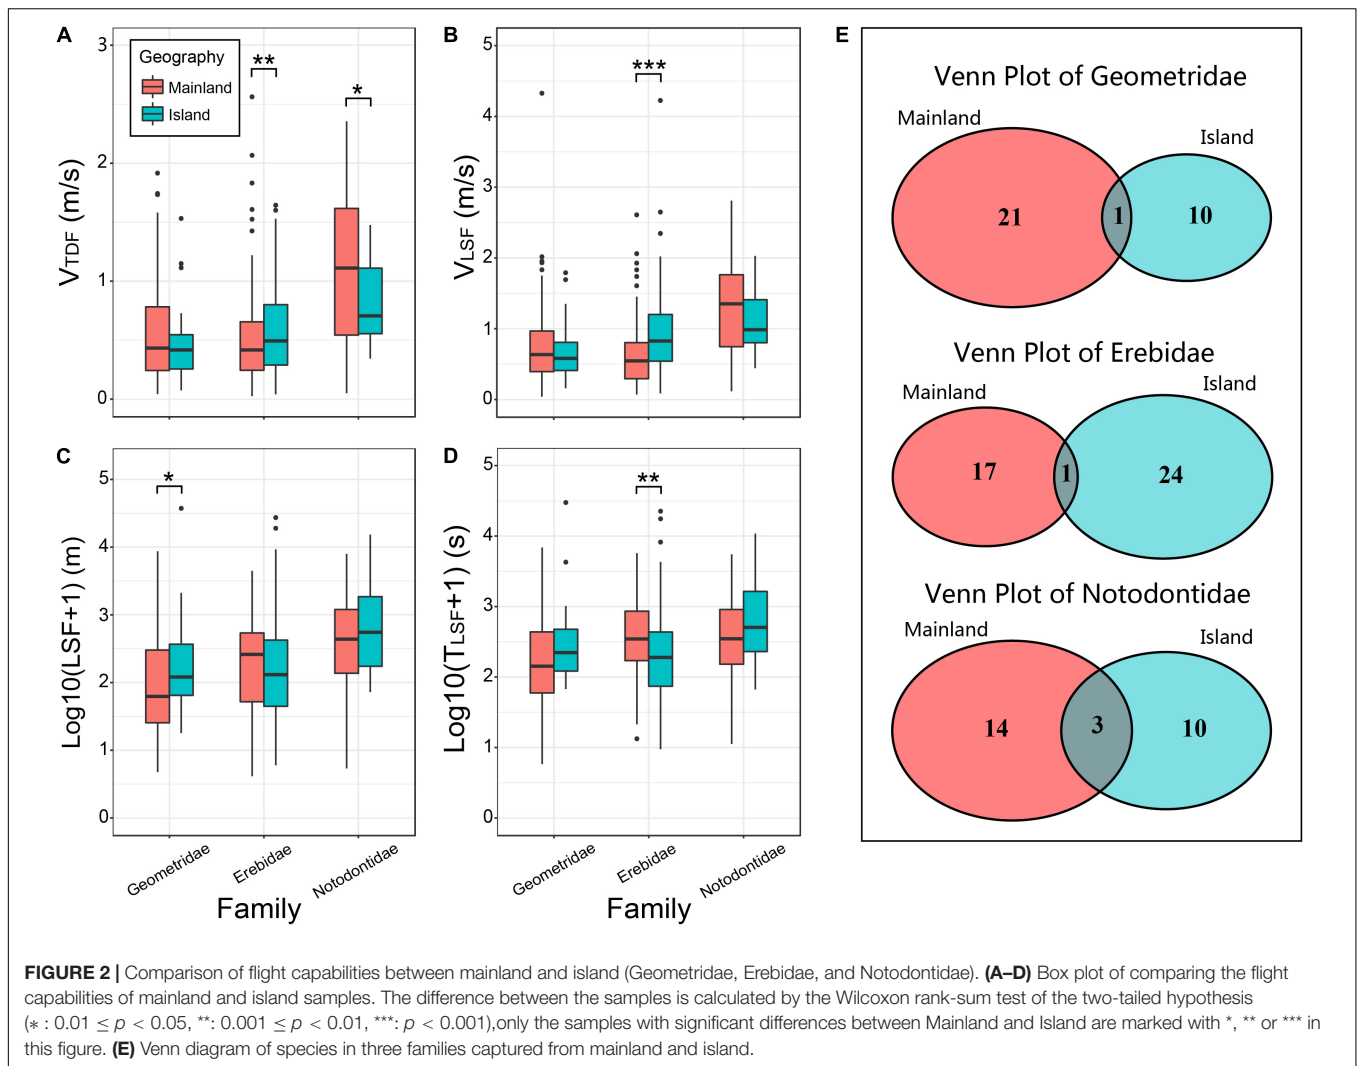 A
3
2
1
0
VTDF (m/s)
Geography
Mainland
Island
**
*
B
5
4
3
2
1
0
VLSF (m/s)
***
C
5
4
3
2
1
0
Log10(LSF+1) (m)
*
Geometridae
Erebidae
Notodontidae
Family
D
5
4
3
2
1
0
Log10(TLSF+1) (s)
**
Geometridae
Erebidae
Notodontidae
Family
E
Venn Plot of Geometridae
Mainland
Island
21
1
10
Venn Plot of Erebidae
Mainland
Island
17
1
24
Venn Plot of Notodontidae
Mainland
Island
14
3
10
FIGURE 2 | Comparison of flight capabilities between mainland and island (Geometridae, Erebidae, and Notodontidae). (A–D) Box plot of comparing the flight
capabilities of mainland and island samples. The difference between the samples is calculated by the Wilcoxon rank-sum test of the two-tailed hypothesis
(∗ : 0.01 ≤ p < 0.05, **: 0.001 ≤ p < 0.01, ***: p < 0.001),only the samples with significant differences between Mainland and Island are marked with *, ** or *** in
this figure. (E) Venn diagram of species in three families captured from mainland and island.